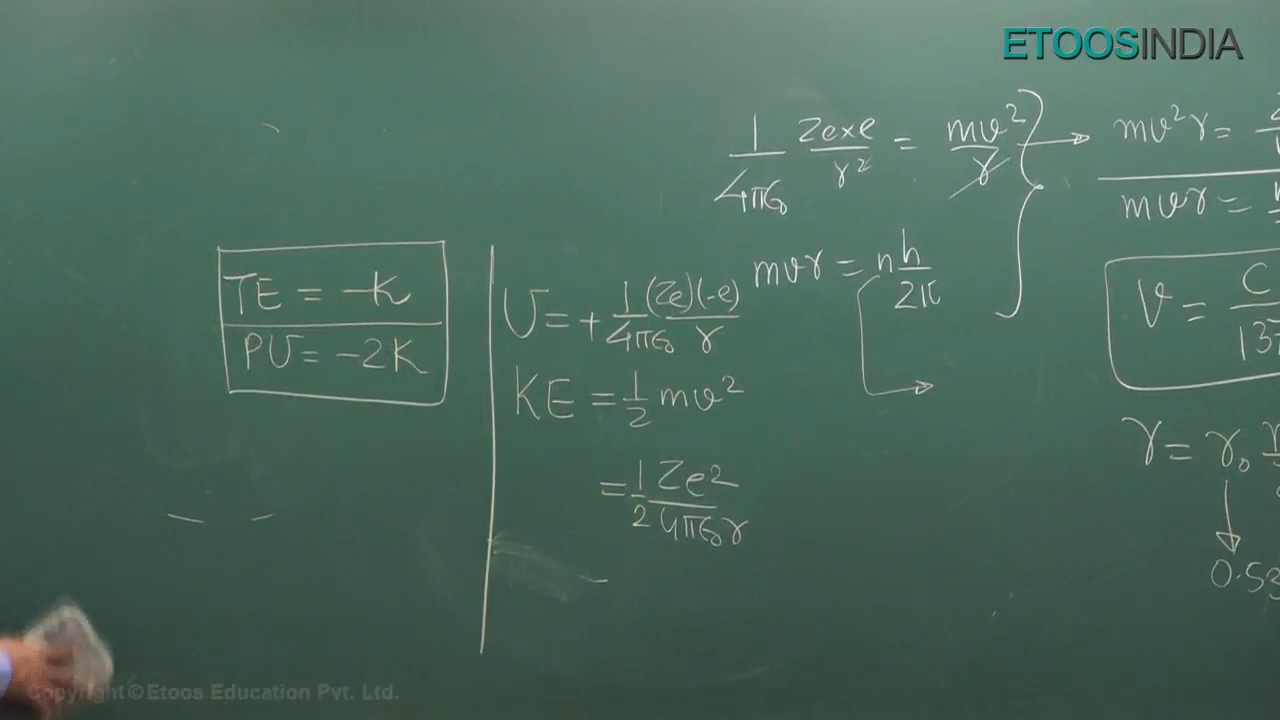 ETOOSINDIA
1/4πε₀ Ze×e/r² = mv²/r → mv²r =
mvr = n h/2π
mvr =
TE = -K
PU = -2K
U = + 1/4πε₀ (Ze)(-e)/r
KE = 1/2 mv²
= 1/2 Ze²/4πε₀r
V = C/137
r = r₀
0.53
Copyright © Etoos Education Pvt. Ltd.